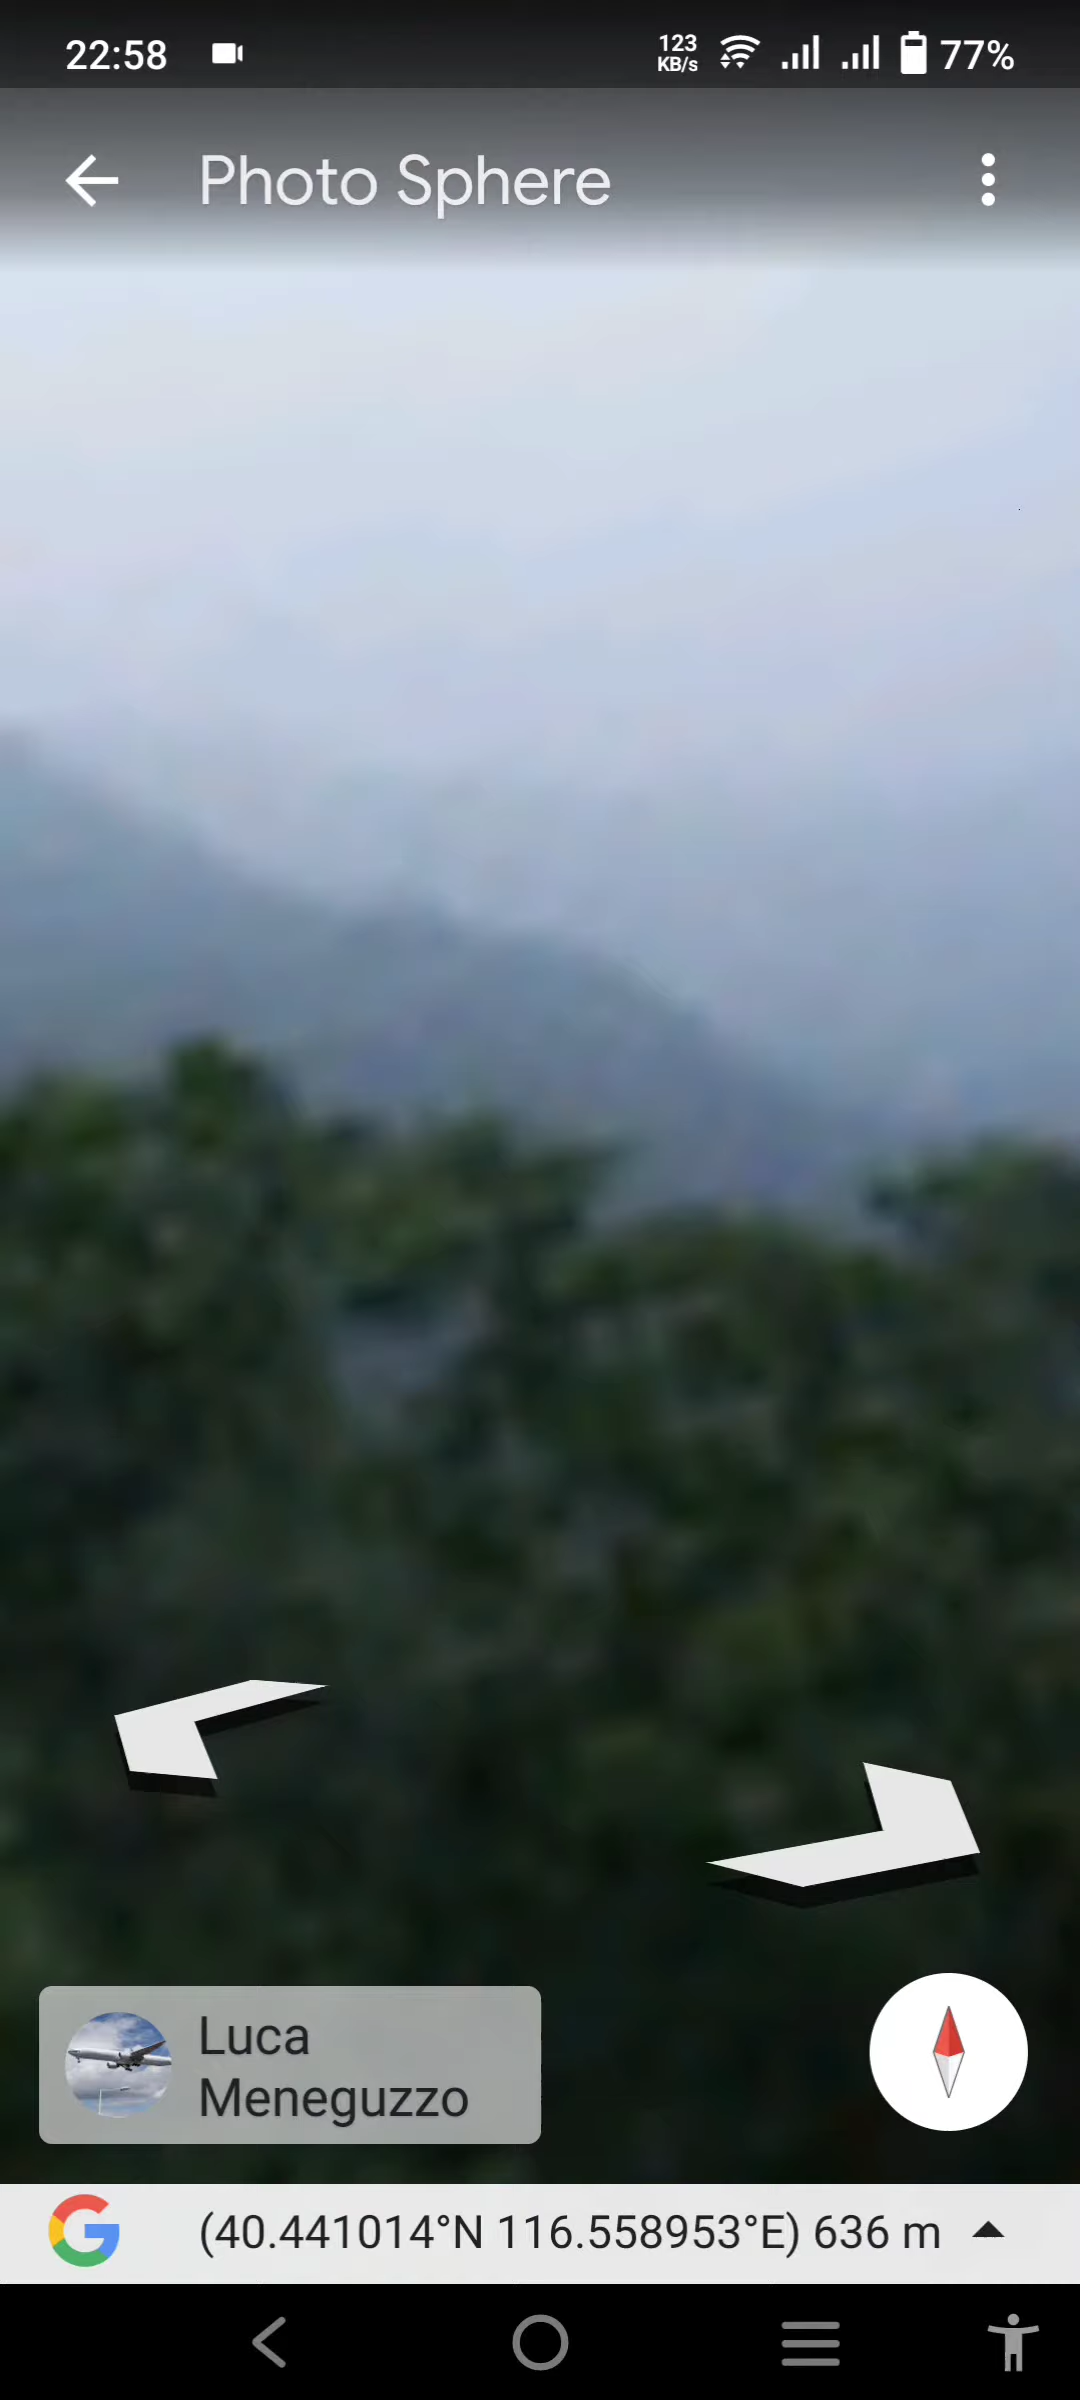 22:58
123
KB/s
77%
Photo Sphere
Luca
Meneguzzo
(40.441014°N 116.558953°E) 636 m